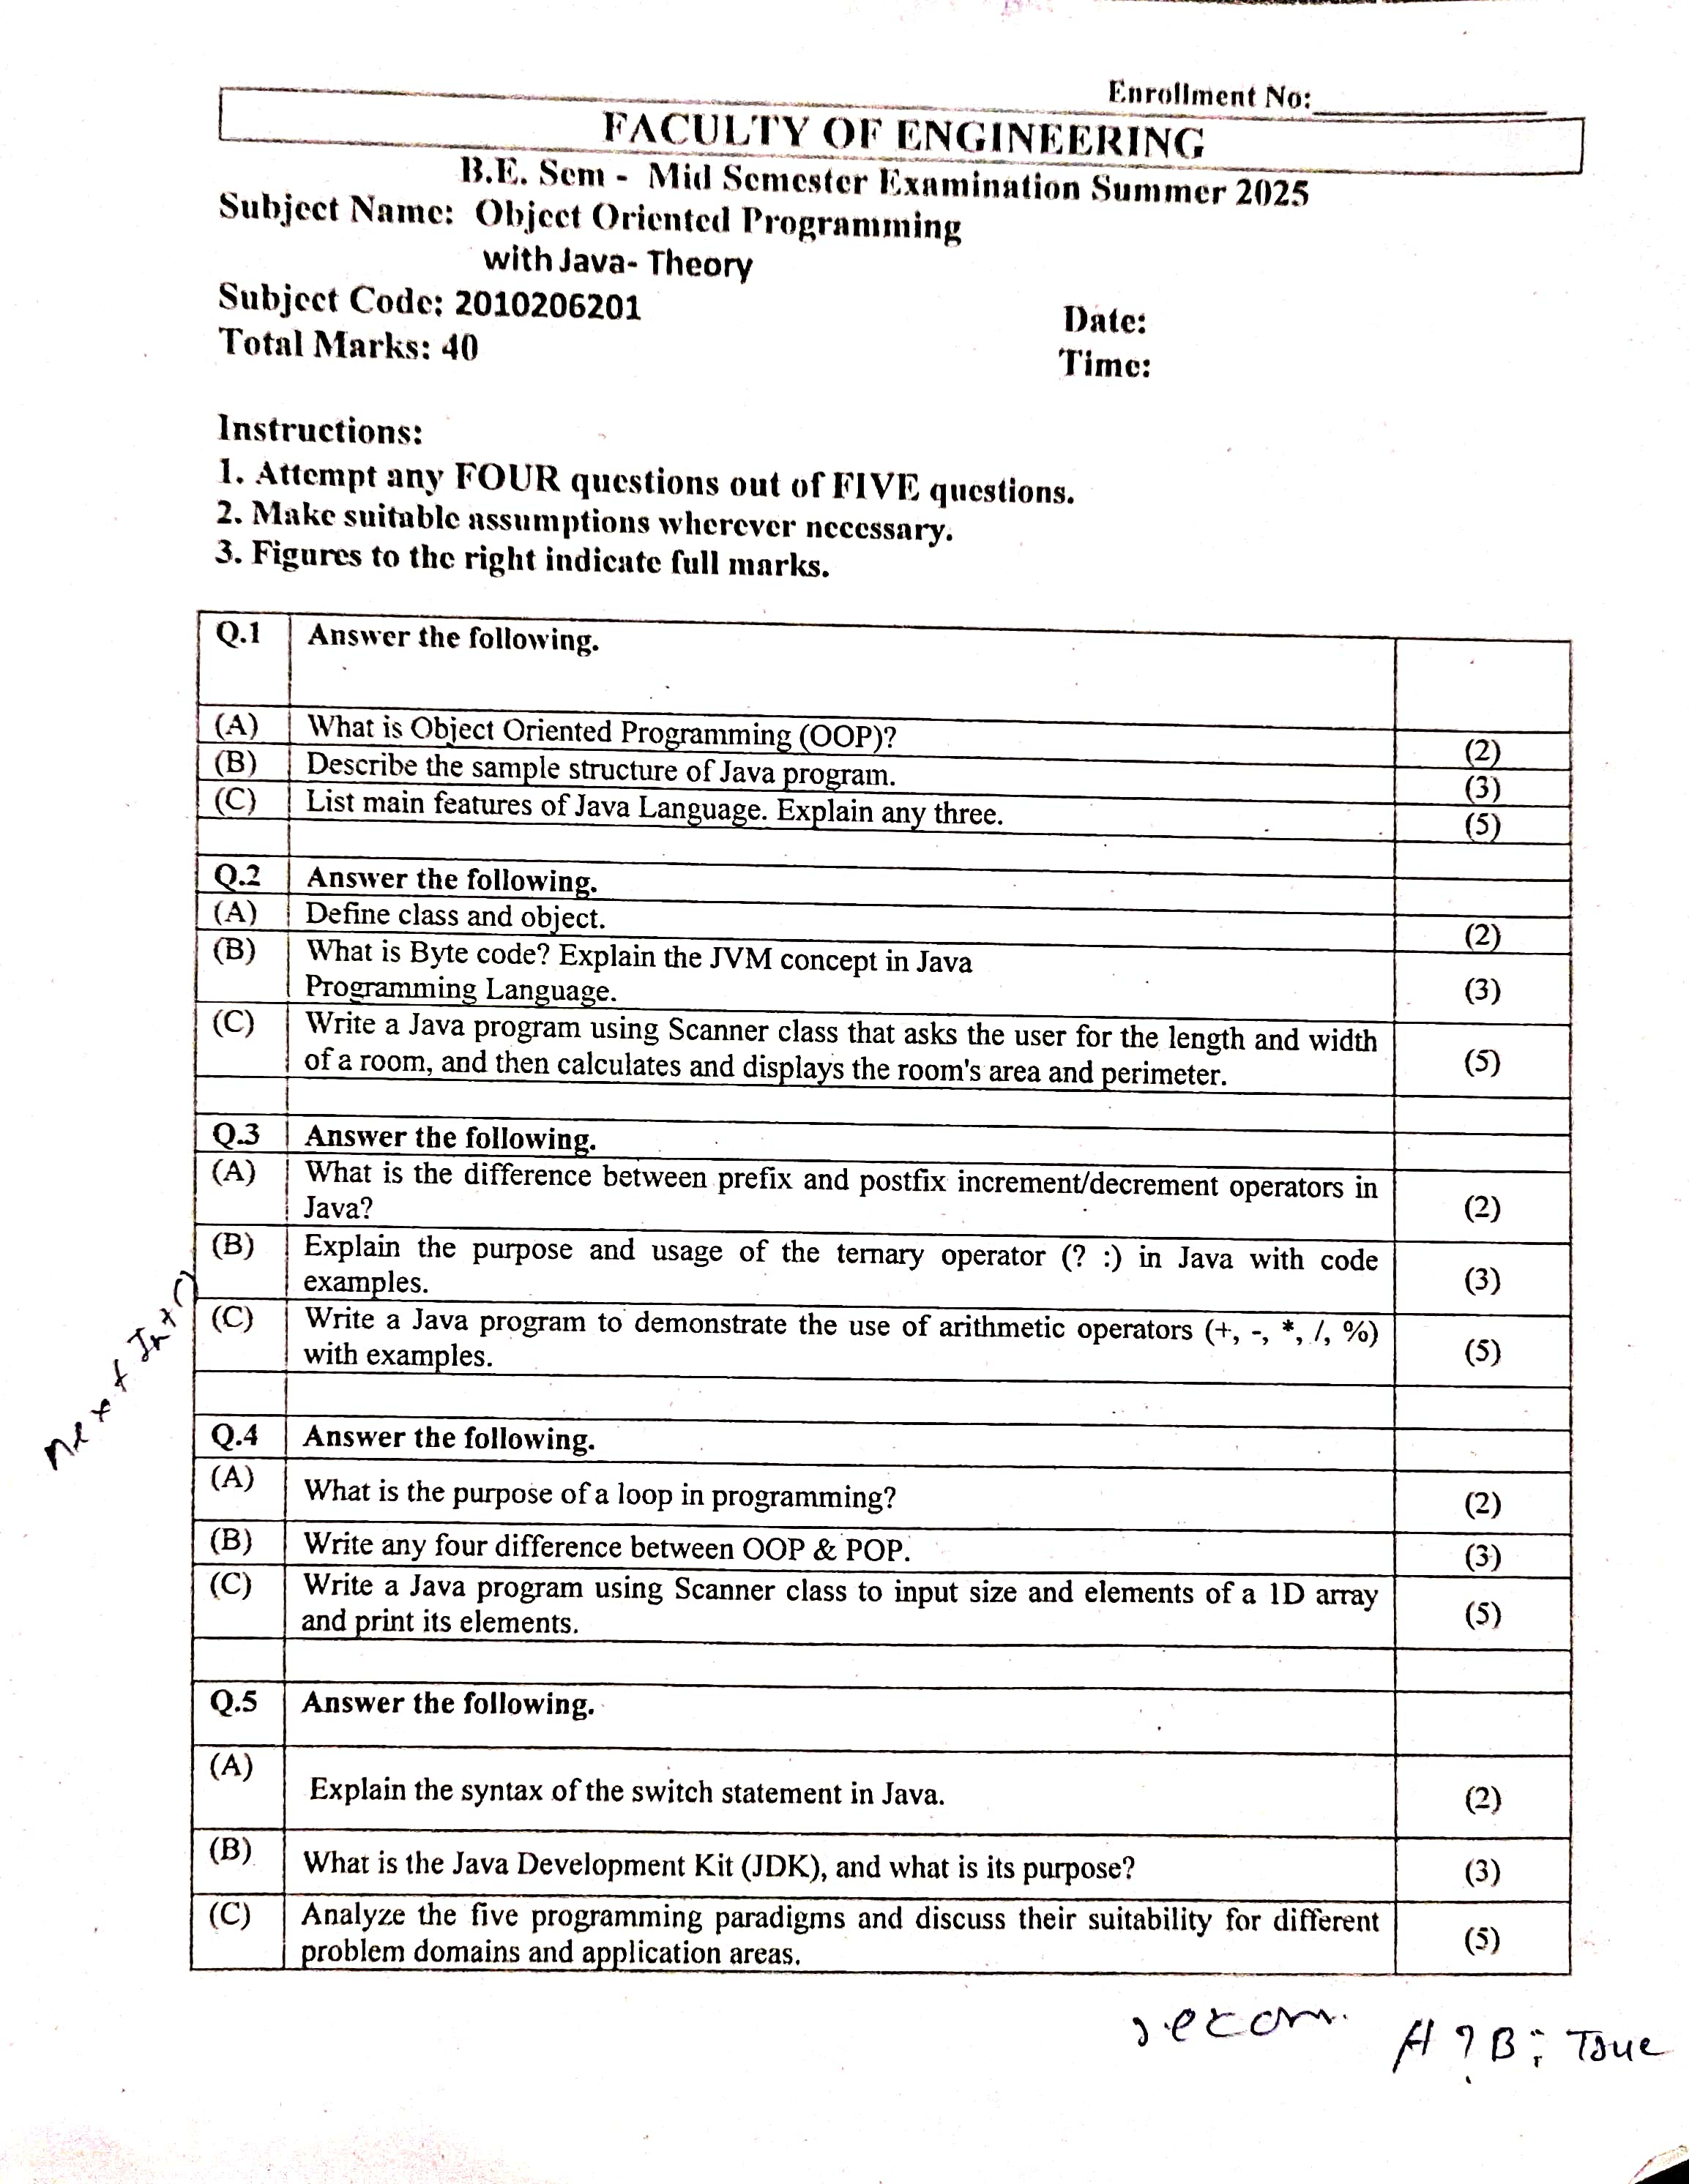 Enrollment No:
FACULTY OF ENGINEERING
B.E. Sem - Mid Semester Examination Summer 2025
Subject Name: Object Oriented Programming
with Java- Theory
Subject Code: 2010206201
Date:
Total Marks: 40
Time:
Instructions:
1. Attempt any FOUR questions out of FIVE questions.
2. Make suitable assumptions wherever necessary.
3. Figures to the right indicate full marks.
Q.1 Answer the following.
(A) What is Object Oriented Programming (OOP)? (2)
(B) Describe the sample structure of Java program. (3)
(C) List main features of Java Language. Explain any three. (5)
Q.2 Answer the following.
(A) Define class and object. (2)
(B) What is Byte code? Explain the JVM concept in Java
Programming Language. (3)
(C) Write a Java program using Scanner class that asks the user for the length and width
of a room, and then calculates and displays the room's area and perimeter. (5)
Q.3 Answer the following.
(A) What is the difference between prefix and postfix increment/decrement operators in
Java? (2)
(B) Explain the purpose and usage of the ternary operator (? :) in Java with code
examples. (3)
(C) Write a Java program to demonstrate the use of arithmetic operators (+, -, *, /, %)
with examples. (5)
next Int()
Q.4 Answer the following.
(A) What is the purpose of a loop in programming? (2)
(B) Write any four difference between OOP & POP. (3)
(C) Write a Java program using Scanner class to input size and elements of a 1D array
and print its elements. (5)
Q.5 Answer the following.
(A) Explain the syntax of the switch statement in Java. (2)
(B) What is the Java Development Kit (JDK), and what is its purpose? (3)
(C) Analyze the five programming paradigms and discuss their suitability for different
problem domains and application areas. (5)
A ? B :